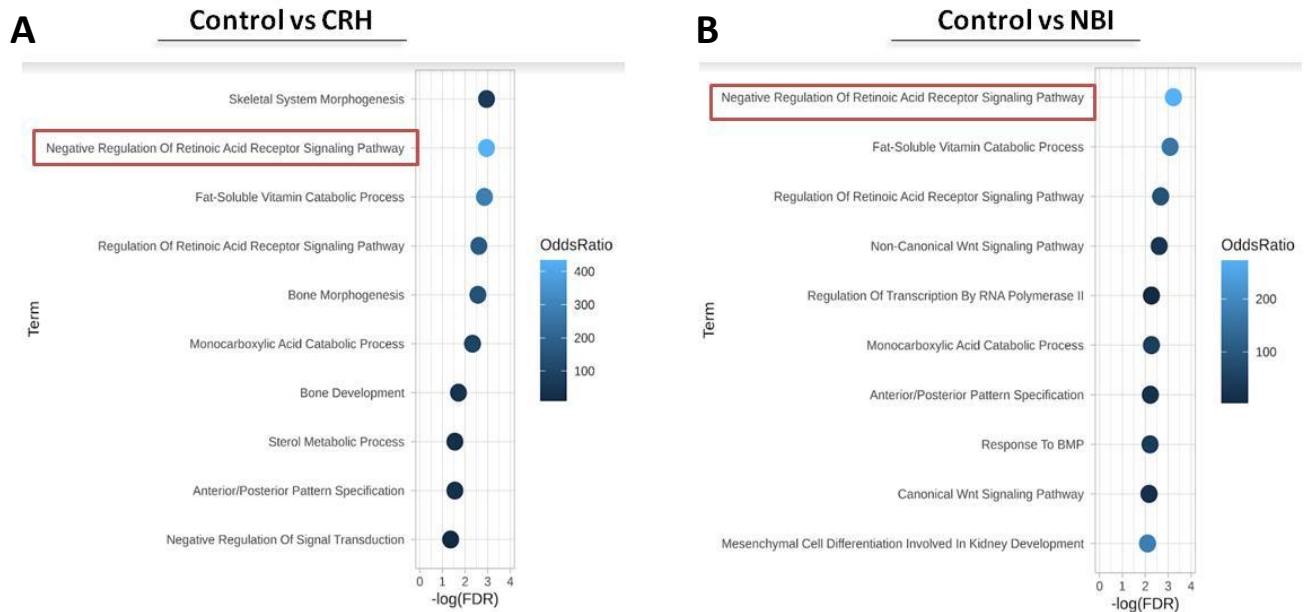 A
Control vs CRH
Term
Skeletal System Morphogenesis
Negative Regulation Of Retinoic Acid Receptor Signaling Pathway
Fat-Soluble Vitamin Catabolic Process
Regulation Of Retinoic Acid Receptor Signaling Pathway
Bone Morphogenesis
Monocarboxylic Acid Catabolic Process
Bone Development
Sterol Metabolic Process
Anterior/Posterior Pattern Specification
Negative Regulation Of Signal Transduction
0 1 2 3 4
-log(FDR)
OddsRatio
400
300
200
100
B
Control vs NBI
Term
Negative Regulation Of Retinoic Acid Receptor Signaling Pathway
Fat-Soluble Vitamin Catabolic Process
Regulation Of Retinoic Acid Receptor Signaling Pathway
Non-Canonical Wnt Signaling Pathway
Regulation Of Transcription By RNA Polymerase II
Monocarboxylic Acid Catabolic Process
Anterior/Posterior Pattern Specification
Response To BMP
Canonical Wnt Signaling Pathway
Mesenchymal Cell Differentiation Involved In Kidney Development
0 1 2 3 4
-log(FDR)
OddsRatio
200
100